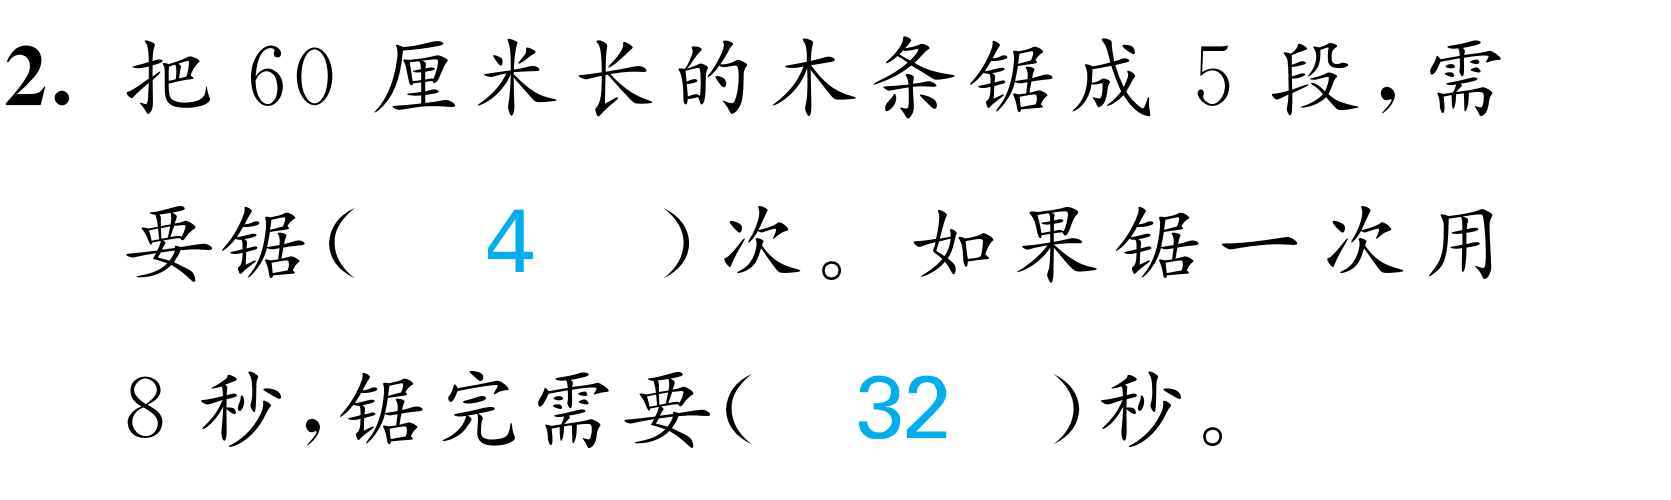 2. 把 60 厘米长的木条锯成 5 段,需
要锯( 4 )次。如果锯一次用
8 秒,锯完需要( 32 )秒。